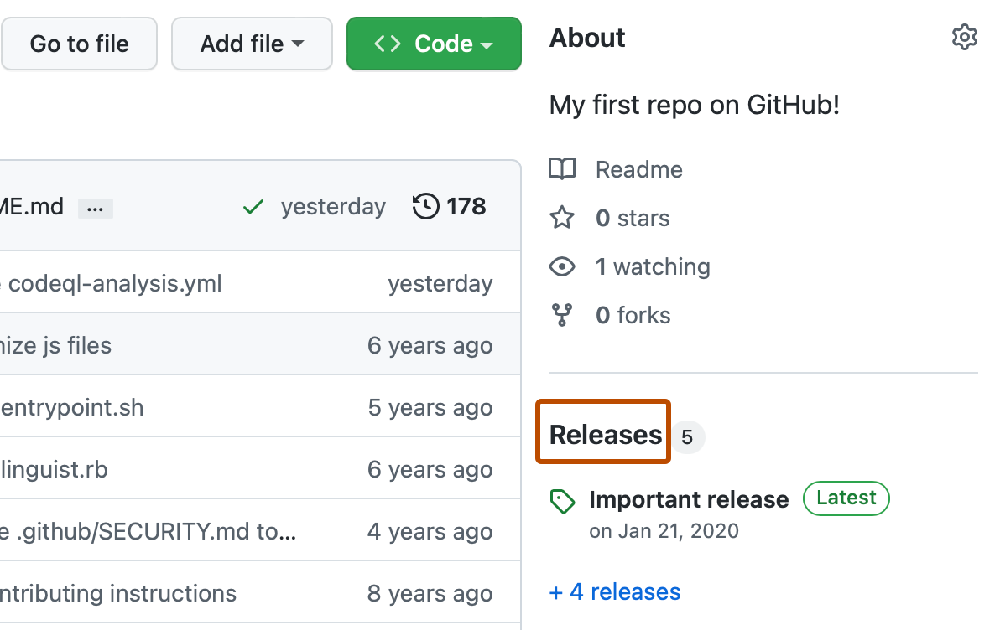 Go to file
Add file
Code
About
My first repo on GitHub!
Readme
0 stars
1 watching
0 forks
ME.md ... yesterday 178
codeql-analysis.yml yesterday
nize js files 6 years ago
entrypoint.sh 5 years ago
linguist.rb 6 years ago
e .github/SECURITY.md to... 4 years ago
ntributing instructions 8 years ago
Releases 5
Important release Latest
on Jan 21, 2020
+ 4 releases